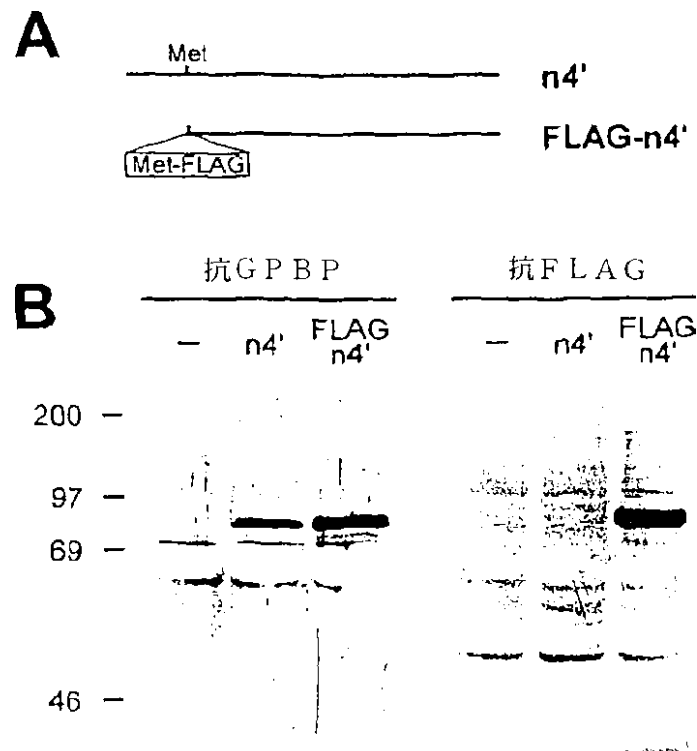 A
Met
n4'
FLAG-n4'
Met-FLAG
抗GPBP
抗FLAG
B
– n4' FLAG n4'
– n4' FLAG n4'
200 –
97 –
69 –
46 –